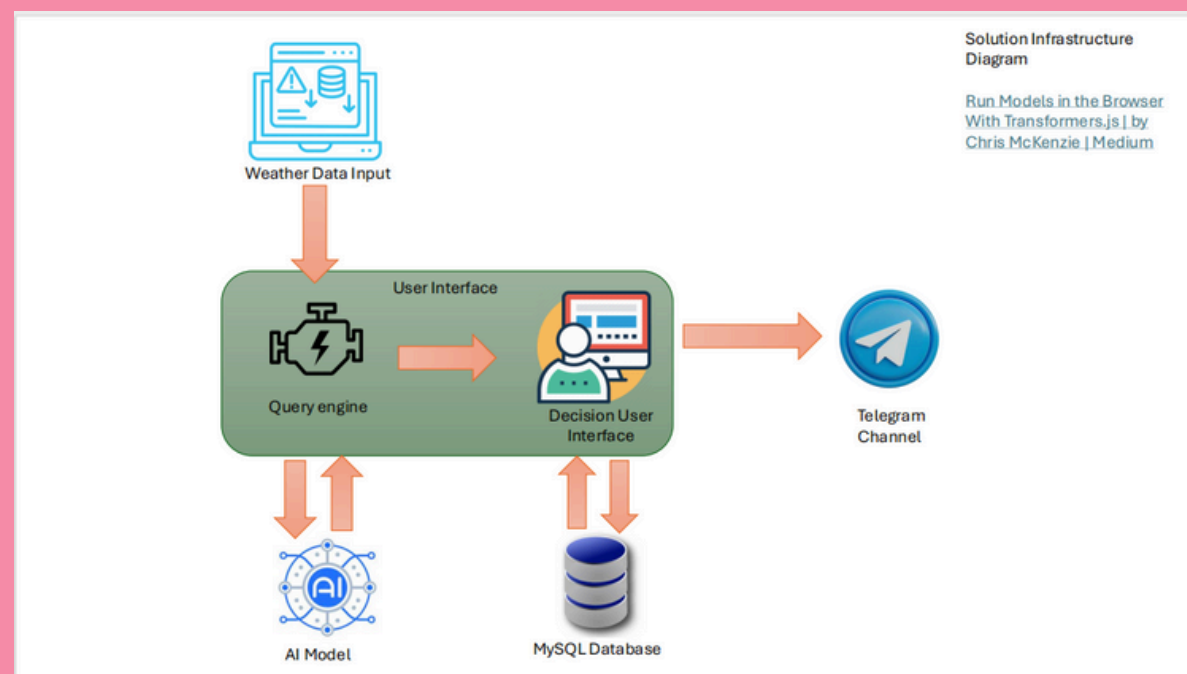 Solution Infrastructure
Diagram
Run Models in the Browser
With Transformers.js | by
Chris McKenzie | Medium
Weather Data Input
User Interface
Query engine
Decision User
Interface
Telegram
Channel
AI
AI Model
MySQL Database